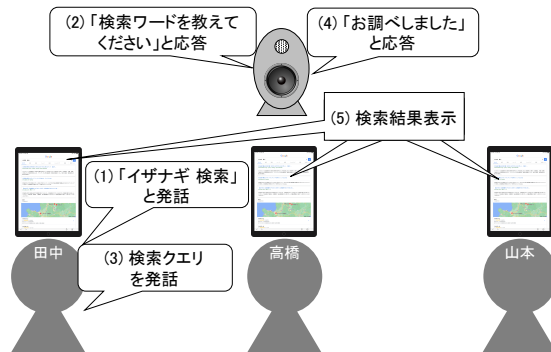 (2)「検索ワードを教えて
ください」と応答
(4)「お調べしました」
と応答
(5) 検索結果表示
(1)「イザナギ 検索」
と発話
田中
(3) 検索クエリ
を発話
高橋
山本